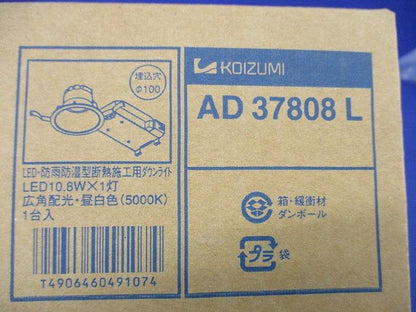 埋込穴
φ100
KOIZUMI
AD 37808 L
LED・防雨防湿型断熱施工用ダウンライト
LED10.8W×1灯
広角配光・昼白色(5000K)
1台入
T4906460491074
箱・緩衝材
ダンボール
プラ 袋